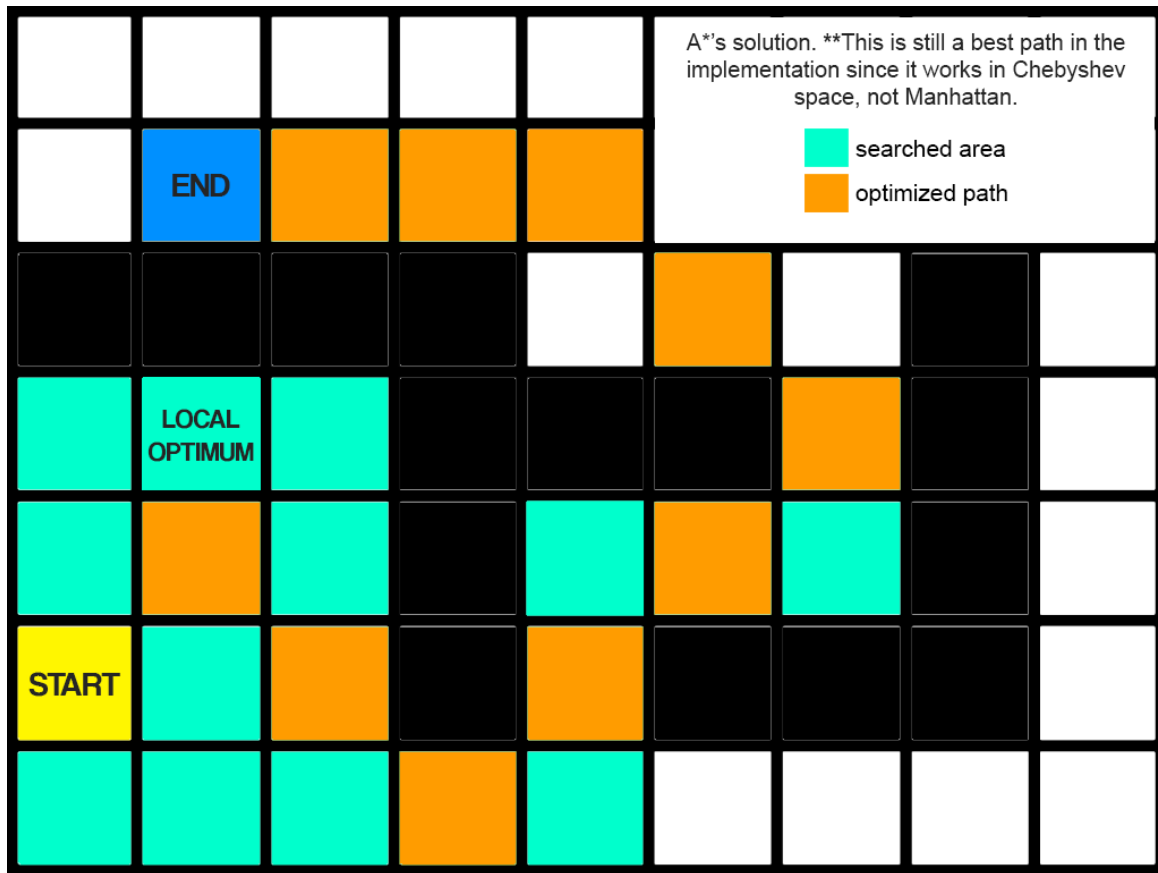 A*'s solution. **This is still a best path in the
implementation since it works in Chebyshev
space, not Manhattan.
searched area
optimized path
END
LOCAL
OPTIMUM
START